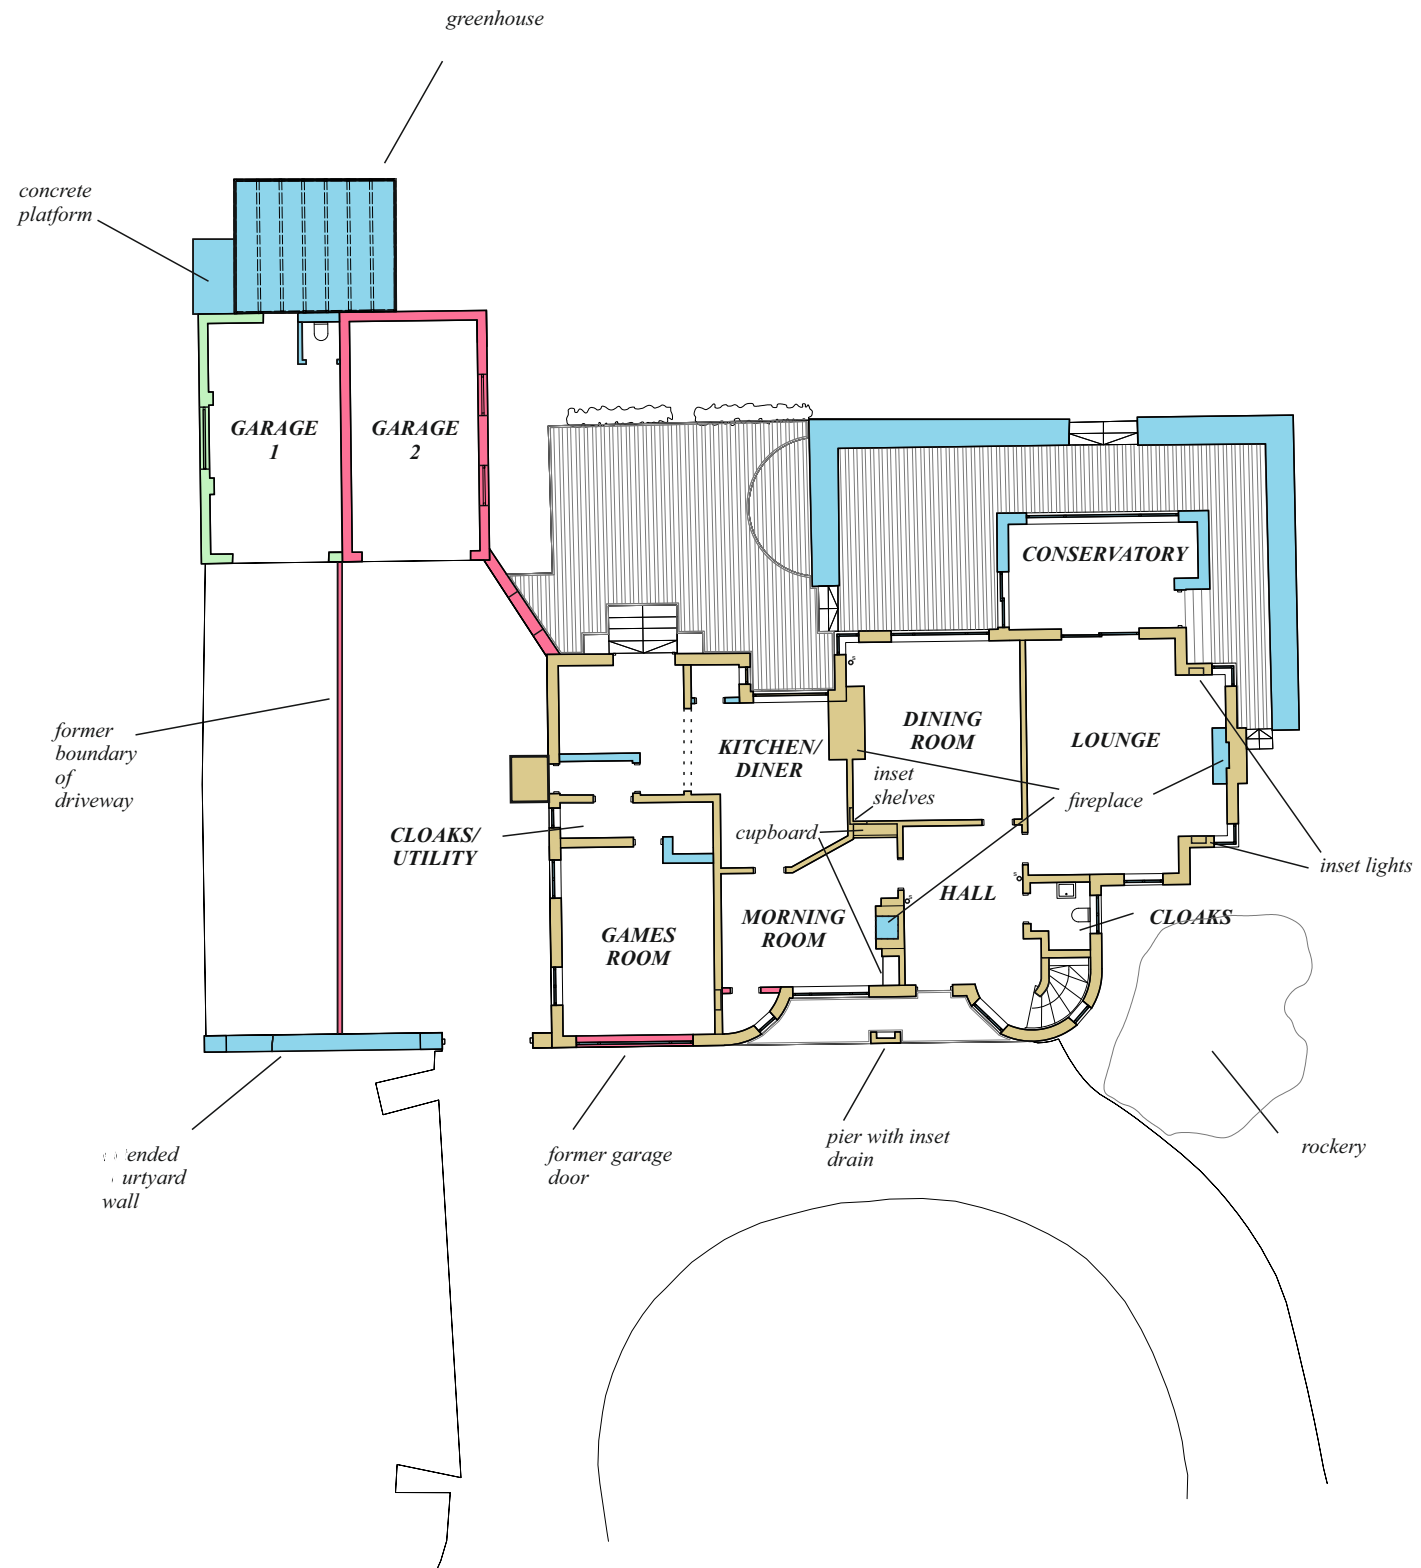 greenhouse
concrete
platform
GARAGE
1
GARAGE
2
CONSERVATORY
former
boundary
of
driveway
KITCHEN/
DINER
DINING
ROOM
LOUNGE
inset
shelves
fireplace
cupboard
CLOAKS/
UTILITY
inset lights
HALL
MORNING
ROOM
CLOAKS
GAMES
ROOM
s
s
s
wall
former garage
door
pier with inset
drain
rockery